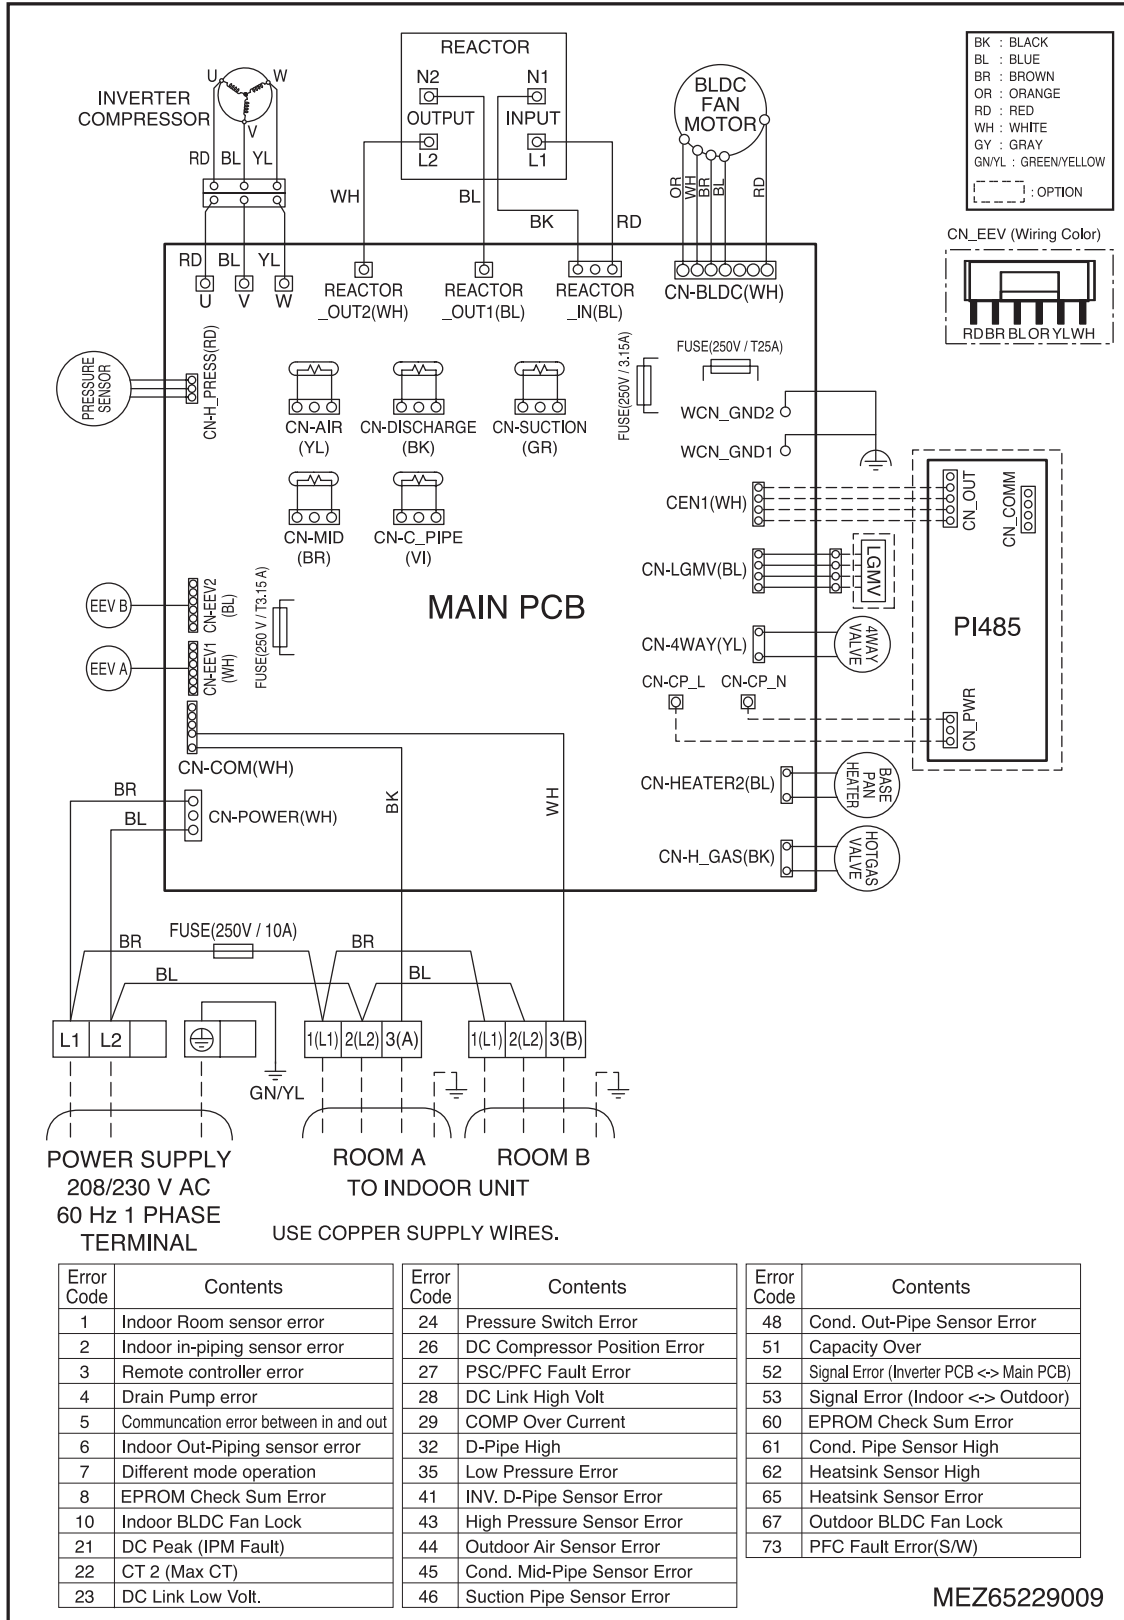 REACTOR
N2 N1
OUTPUT INPUT
L2 L1
INVERTER
COMPRESSOR
U W
V
RD BL YL
WH BL BK RD
BLDC
FAN
MOTOR
OR WH BR BL RD
BK : BLACK
BL : BLUE
BR : BROWN
OR : ORANGE
RD : RED
WH : WHITE
GY : GRAY
GN/YL : GREEN/YELLOW
: OPTION
CN_EEV (Wiring Color)
RD BR BL OR YL WH
RD BL YL
U V W
REACTOR
_OUT2(WH)
REACTOR
_OUT1(BL)
REACTOR
_IN(BL)
CN-BLDC(WH)
PRESSURE
SENSOR
CN-H_PRESS(RD)
CN-AIR
(YL)
CN-DISCHARGE
(BK)
CN-SUCTION
(GR)
FUSE(250V / 3.15A)
FUSE(250V / T25A)
WCN_GND2
WCN_GND1
CN-MID
(BR)
CN-C_PIPE
(VI)
CEN1(WH)
CN_OUT
CN_COMM
CN-LGMV(BL)
LGMV
PI485
EEV B
CN-EEV2
(BL)
EEV A
CN-EEV1
(WH)
FUSE(250 V / T3.15 A)
MAIN PCB
CN-4WAY(YL)
4WAY
VALVE
CN-CP_L CN-CP_N
CN_PWR
CN-COM(WH)
CN-HEATER2(BL)
BASE
PAN
HEATER
BR
BL
CN-POWER(WH)
BK
WH
CN-H_GAS(BK)
HOTGAS
VALVE
FUSE(250V / 10A)
BR BR
BL BL
L1 L2
1(L1) 2(L2) 3(A)
1(L1) 2(L2) 3(B)
GN/YL
POWER SUPPLY
208/230 V AC
60 Hz 1 PHASE
TERMINAL
ROOM A ROOM B
TO INDOOR UNIT
USE COPPER SUPPLY WIRES.
Error Code Contents
1 Indoor Room sensor error
2 Indoor in-piping sensor error
3 Remote controller error
4 Drain Pump error
5 Communcation error between in and out
6 Indoor Out-Piping sensor error
7 Different mode operation
8 EPROM Check Sum Error
10 Indoor BLDC Fan Lock
21 DC Peak (IPM Fault)
22 CT 2 (Max CT)
23 DC Link Low Volt.
Error Code Contents
24 Pressure Switch Error
26 DC Compressor Position Error
27 PSC/PFC Fault Error
28 DC Link High Volt
29 COMP Over Current
32 D-Pipe High
35 Low Pressure Error
41 INV. D-Pipe Sensor Error
43 High Pressure Sensor Error
44 Outdoor Air Sensor Error
45 Cond. Mid-Pipe Sensor Error
46 Suction Pipe Sensor Error
Error Code Contents
48 Cond. Out-Pipe Sensor Error
51 Capacity Over
52 Signal Error (Inverter PCB <-> Main PCB)
53 Signal Error (Indoor <-> Outdoor)
60 EPROM Check Sum Error
61 Cond. Pipe Sensor High
62 Heatsink Sensor High
65 Heatsink Sensor Error
67 Outdoor BLDC Fan Lock
73 PFC Fault Error(S/W)
MEZ65229009